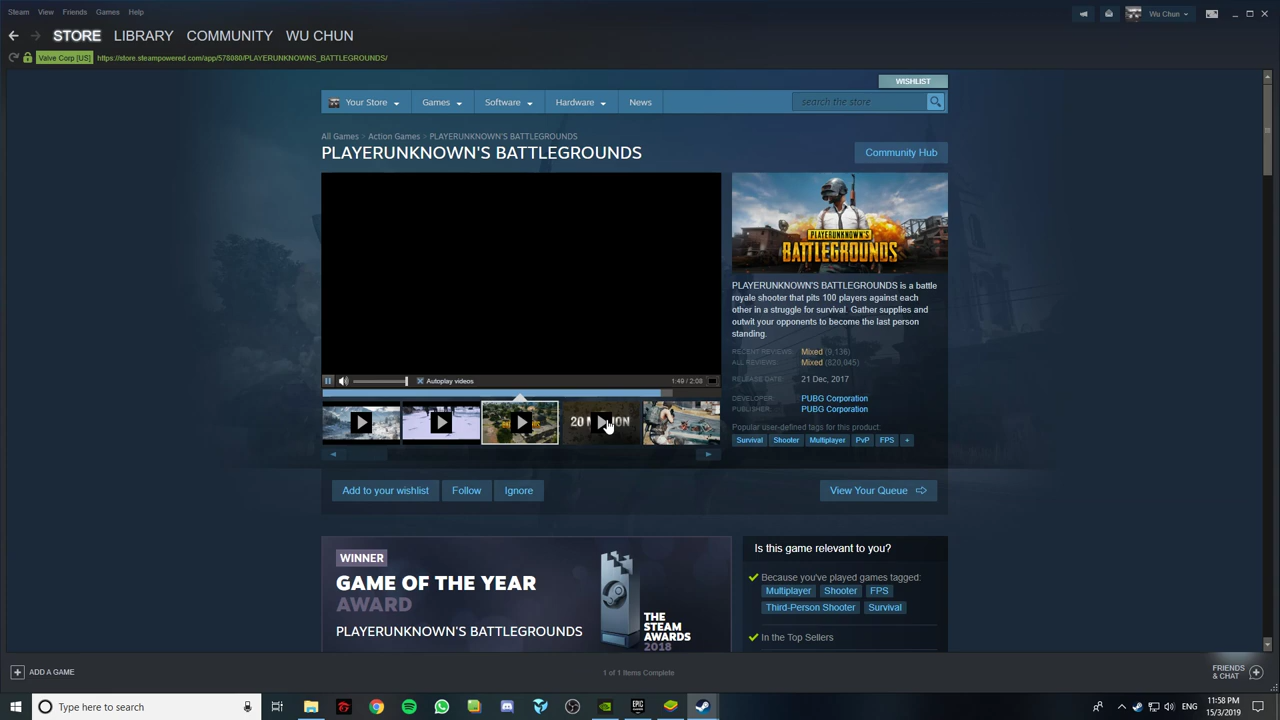 Steam View Friends Games Help
Wu Chun
STORE LIBRARY COMMUNITY WU CHUN
Valve Corp [US] https://store.steampowered.com/app/578080/PLAYERUNKNOWNS_BATTLEGROUNDS/
WISHLIST
Your Store Games Software Hardware News search the store
All Games > Action Games > PLAYERUNKNOWN'S BATTLEGROUNDS
PLAYERUNKNOWN'S BATTLEGROUNDS
Community Hub
PLAYERUNKNOWN'S
BATTLEGROUNDS
PLAYERUNKNOWN'S BATTLEGROUNDS is a battle
royale shooter that pits 100 players against each
other in a struggle for survival. Gather supplies and
outwit your opponents to become the last person
standing.
RECENT REVIEWS: Mixed (9,136)
ALL REVIEWS: Mixed (820,045)
RELEASE DATE: 21 Dec, 2017
DEVELOPER: PUBG Corporation
PUBLISHER: PUBG Corporation
Popular user-defined tags for this product:
Survival Shooter Multiplayer PvP FPS +
Autoplay videos 1:49 / 2:08
Add to your wishlist Follow Ignore View Your Queue
WINNER
GAME OF THE YEAR
AWARD
PLAYERUNKNOWN'S BATTLEGROUNDS
THE
STEAM
AWARDS
2018
Is this game relevant to you?
Because you've played games tagged:
Multiplayer Shooter FPS
Third-Person Shooter Survival
In the Top Sellers
ADD A GAME
1 of 1 Items Complete
FRIENDS
& CHAT
Type here to search
EPIC
ENG
11:58 PM
15/3/2019